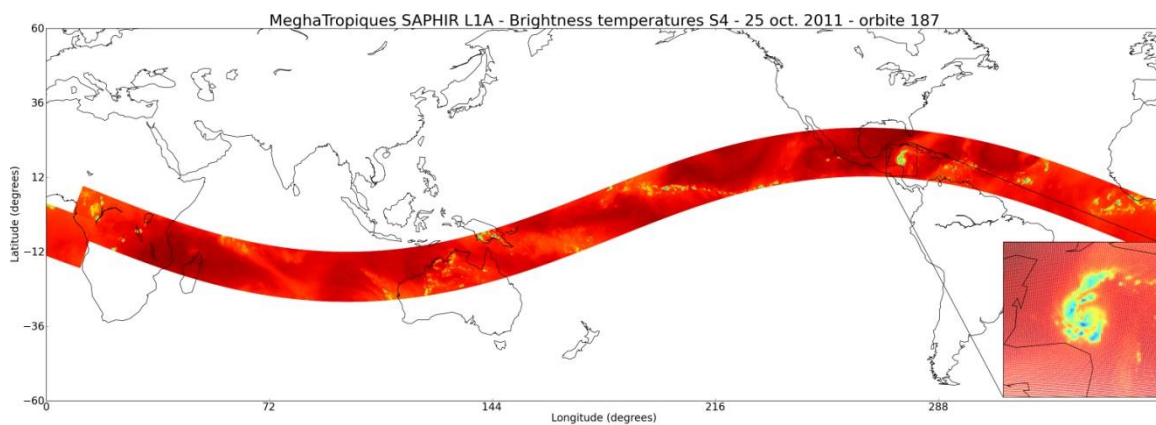 MeghaTropiques SAPHIR L1A - Brightness temperatures S4 - 25 oct. 2011 - orbite 187
60
36
12
−12
−36
−60
Latitude (degrees)
0 72 144 216 288
Longitude (degrees)